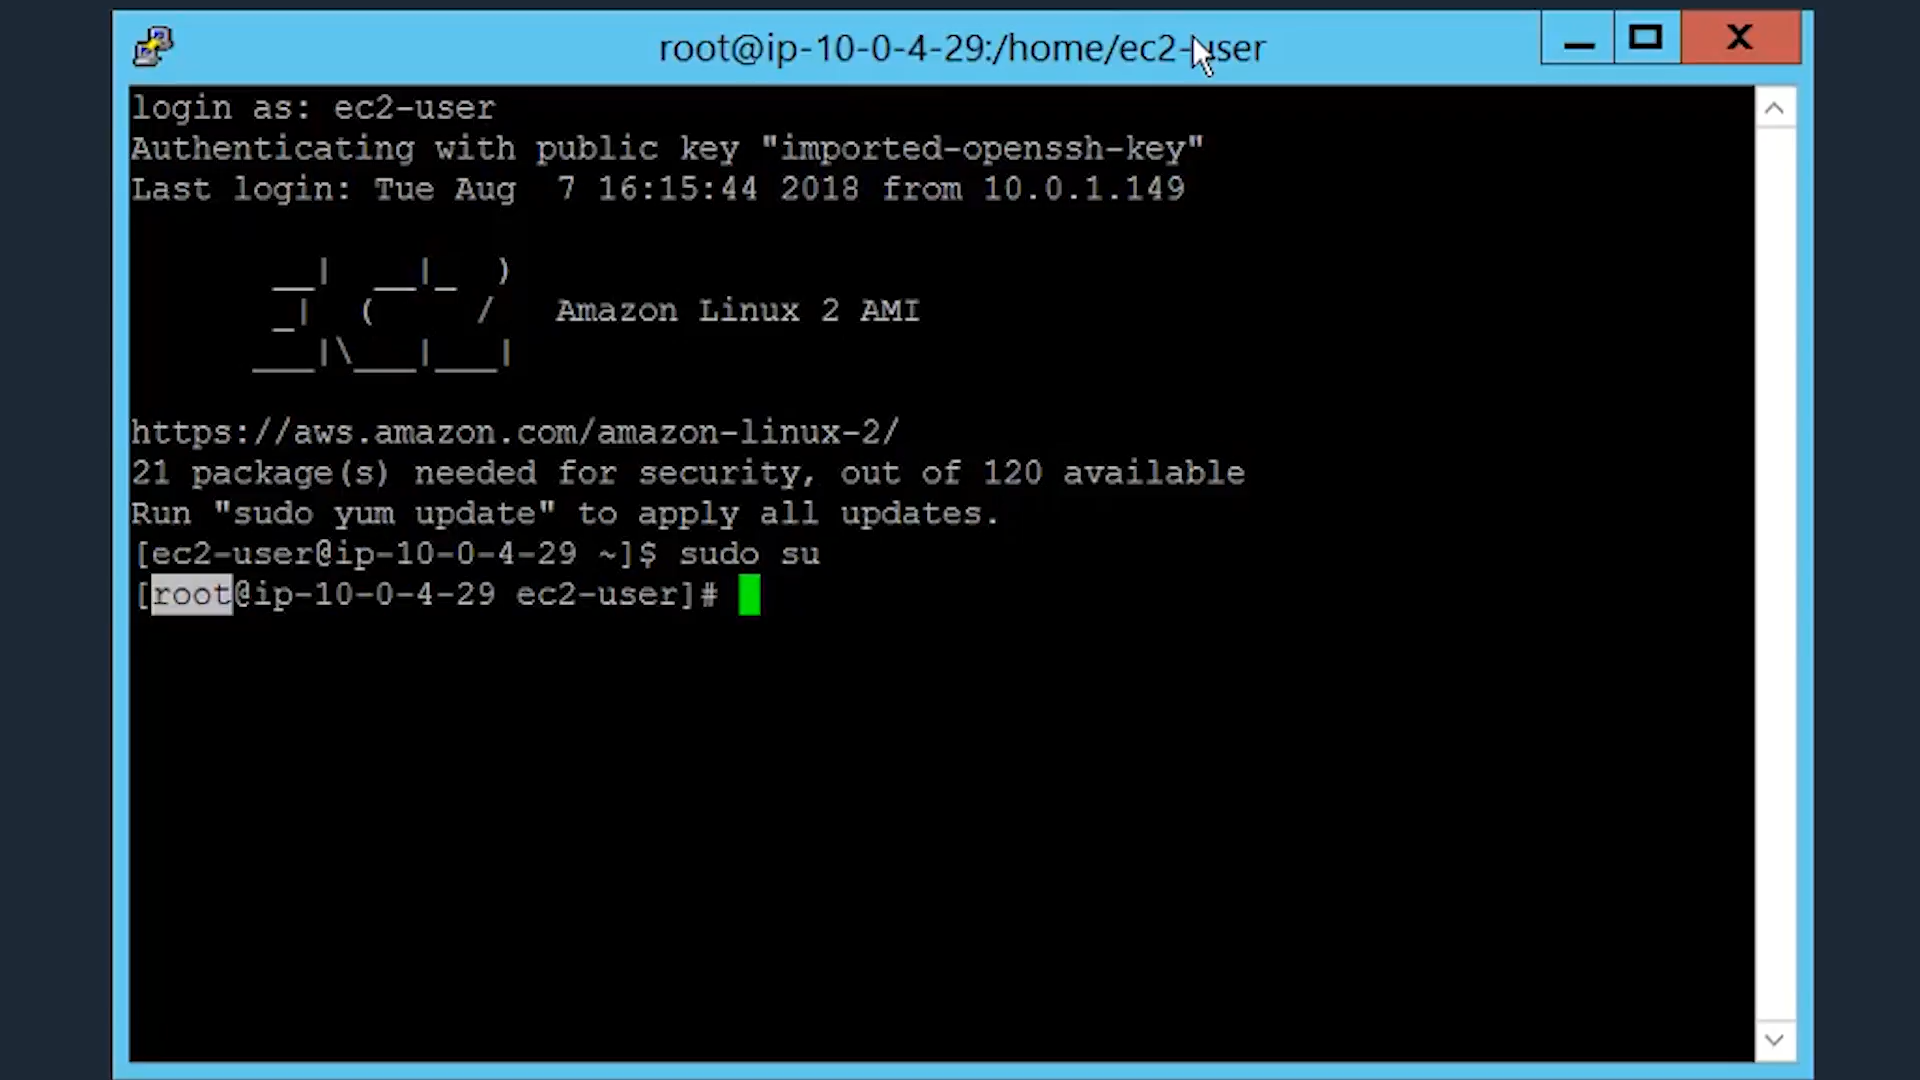 root@ip-10-0-4-29:/home/ec2-user
login as: ec2-user
Authenticating with public key "imported-openssh-key"
Last login: Tue Aug  7 16:15:44 2018 from 10.0.1.149

       __|  __|_  )
       _|  (     /   Amazon Linux 2 AMI
      ___|\___|___|

https://aws.amazon.com/amazon-linux-2/
21 package(s) needed for security, out of 120 available
Run "sudo yum update" to apply all updates.
[ec2-user@ip-10-0-4-29 ~]$ sudo su
[root@ip-10-0-4-29 ec2-user]#